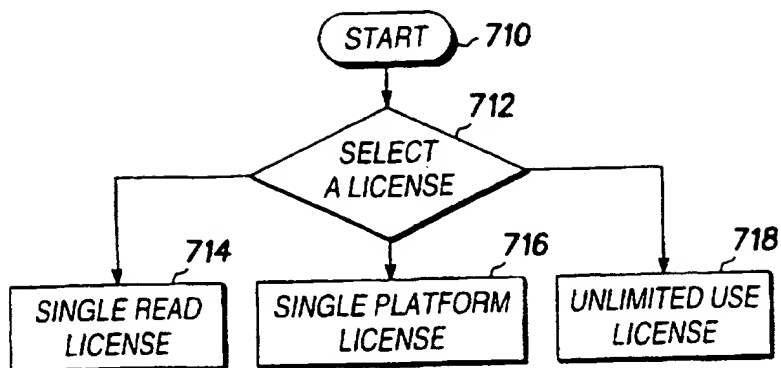 START
710
712
SELECT
A LICENSE
714
716
718
SINGLE READ
LICENSE
SINGLE PLATFORM
LICENSE
UNLIMITED USE
LICENSE